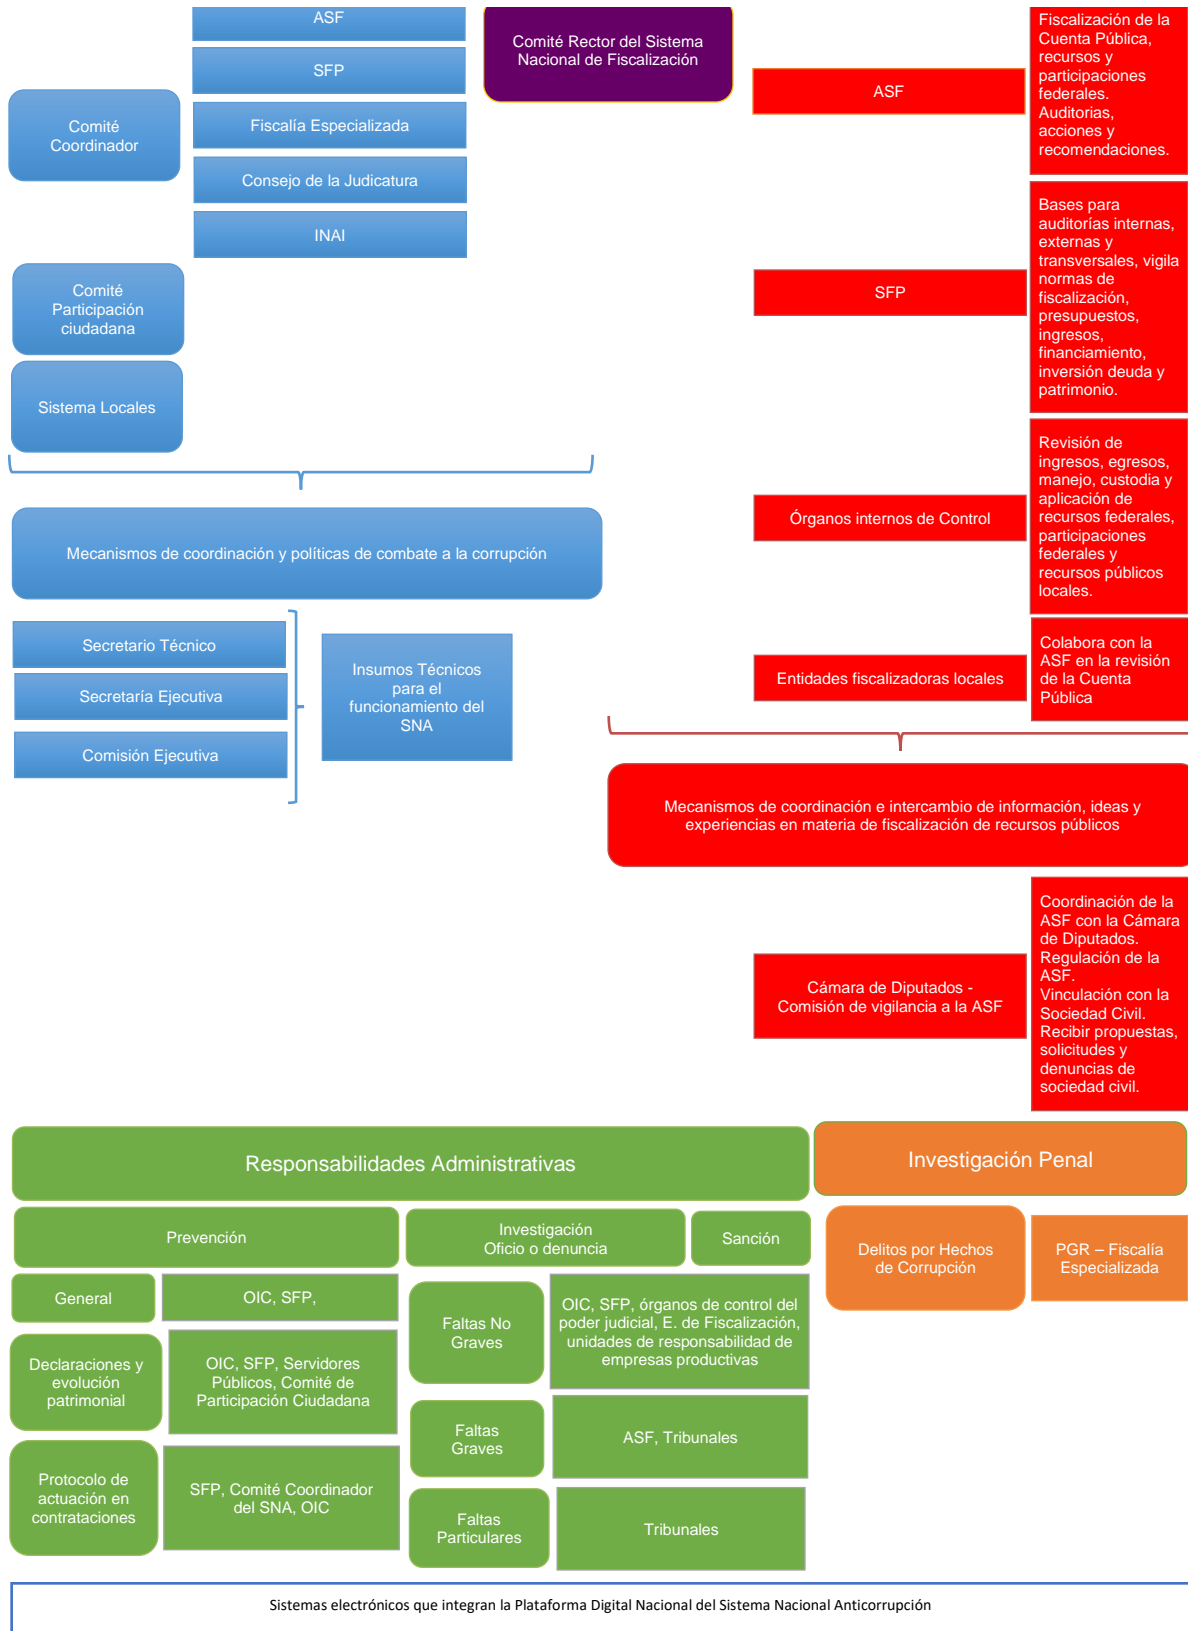 ASF
SFP
Fiscalía Especializada
Consejo de la Judicatura
INAI
Comité
Coordinador
Comité
Participación
ciudadana
Sistema Locales
Mecanismos de coordinación y políticas de combate a la corrupción
Secretario Técnico
Secretaría Ejecutiva
Comisión Ejecutiva
Insumos Técnicos
para el
funcionamiento del
SNA
Comité Rector del Sistema
Nacional de Fiscalización
ASF
Fiscalización de la
Cuenta Pública,
recursos y
participaciones
federales.
Auditorias,
acciones y
recomendaciones.
SFP
Bases para
auditorías internas,
externas y
transversales, vigila
normas de
fiscalización,
presupuestos,
ingresos,
financiamiento,
inversión deuda y
patrimonio.
Órganos internos de Control
Revisión de
ingresos, egresos,
manejo, custodia y
aplicación de
recursos federales,
participaciones
federales y
recursos públicos
locales.
Entidades fiscalizadoras locales
Colabora con la
ASF en la revisión
de la Cuenta
Pública
Mecanismos de coordinación e intercambio de información, ideas y
experiencias en materia de fiscalización de recursos públicos
Cámara de Diputados -
Comisión de vigilancia a la ASF
Coordinación de la
ASF con la Cámara
de Diputados.
Regulación de la
ASF.
Vinculación con la
Sociedad Civil.
Recibir propuestas,
solicitudes y
denuncias de
sociedad civil.
Responsabilidades Administrativas
Prevención
General
OIC, SFP,
Declaraciones y
evolución
patrimonial
OIC, SFP, Servidores
Públicos, Comité de
Participación Ciudadana
Protocolo de
actuación en
contrataciones
SFP, Comité Coordinador
del SNA, OIC
Investigación
Oficio o denuncia
Sanción
Faltas No
Graves
OIC, SFP, órganos de control del
poder judicial, E. de Fiscalización,
unidades de responsabilidad de
empresas productivas
Faltas
Graves
ASF, Tribunales
Faltas
Particulares
Tribunales
Investigación Penal
Delitos por Hechos
de Corrupción
PGR – Fiscalía
Especializada
Sistemas electrónicos que integran la Plataforma Digital Nacional del Sistema Nacional Anticorrupción